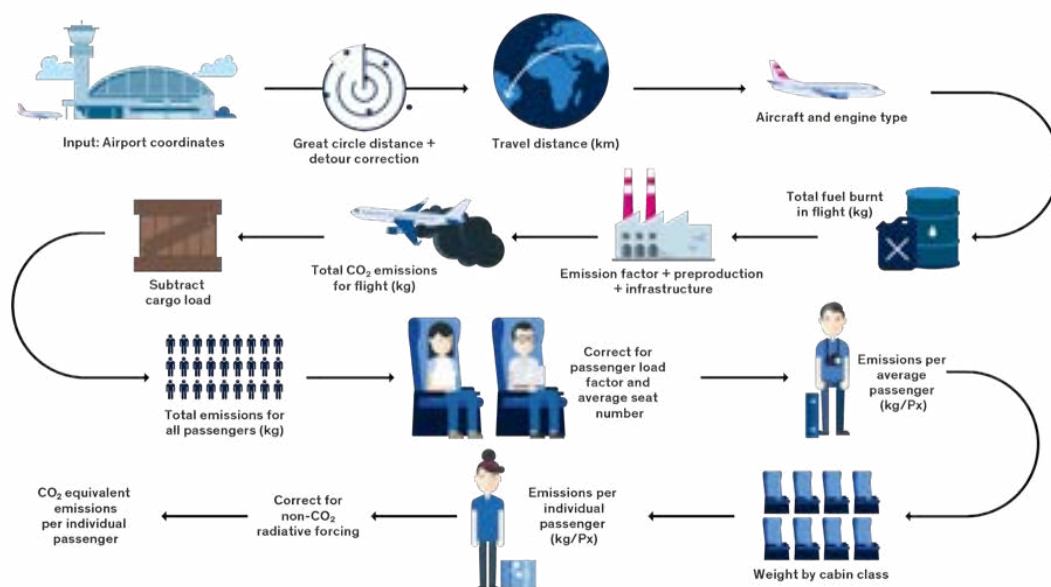 Input: Airport coordinates
Great circle distance +
detour correction
Travel distance (km)
Aircraft and engine type
Total fuel burnt
in flight (kg)
Emission factor + preproduction
+ infrastructure
Total CO₂ emissions
for flight (kg)
Subtract
cargo load
Total emissions for
all passengers (kg)
Correct for
passenger load
factor and
average seat
number
Emissions per
average
passenger
(kg/Px)
Weight by cabin class
Emissions per
individual
passenger
(kg/Px)
Correct for
non-CO₂
radiative forcing
CO₂ equivalent
emissions
per individual
passenger